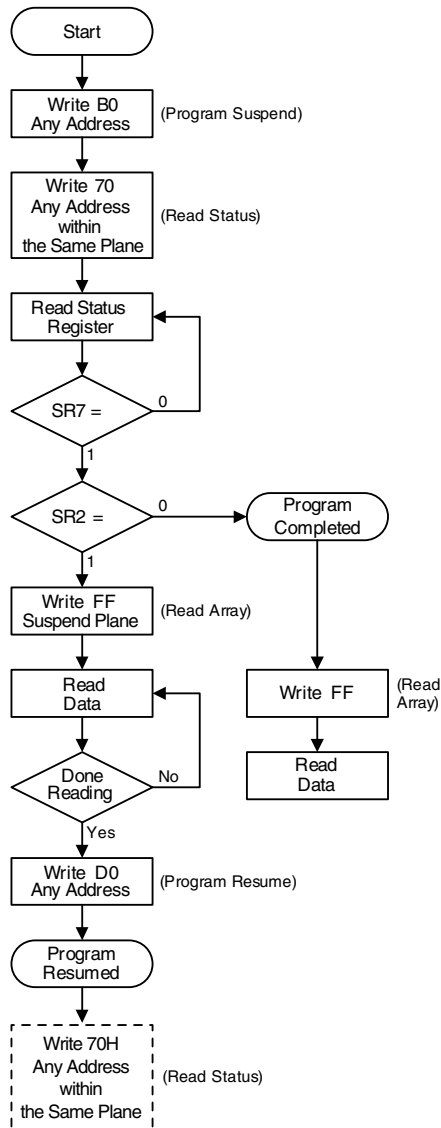 Start
Write B0
Any Address
(Program Suspend)
Write 70
Any Address
within
the Same Plane
(Read Status)
Read Status
Register
SR7 =
0
1
SR2 =
0
Program
Completed
1
Write FF
Suspend Plane
(Read Array)
Read
Data
Write FF
(Read
Array)
Done
Reading
No
Read
Data
Yes
Write D0
Any Address
(Program Resume)
Program
Resumed
Write 70H
Any Address
within
the Same Plane
(Read Status)